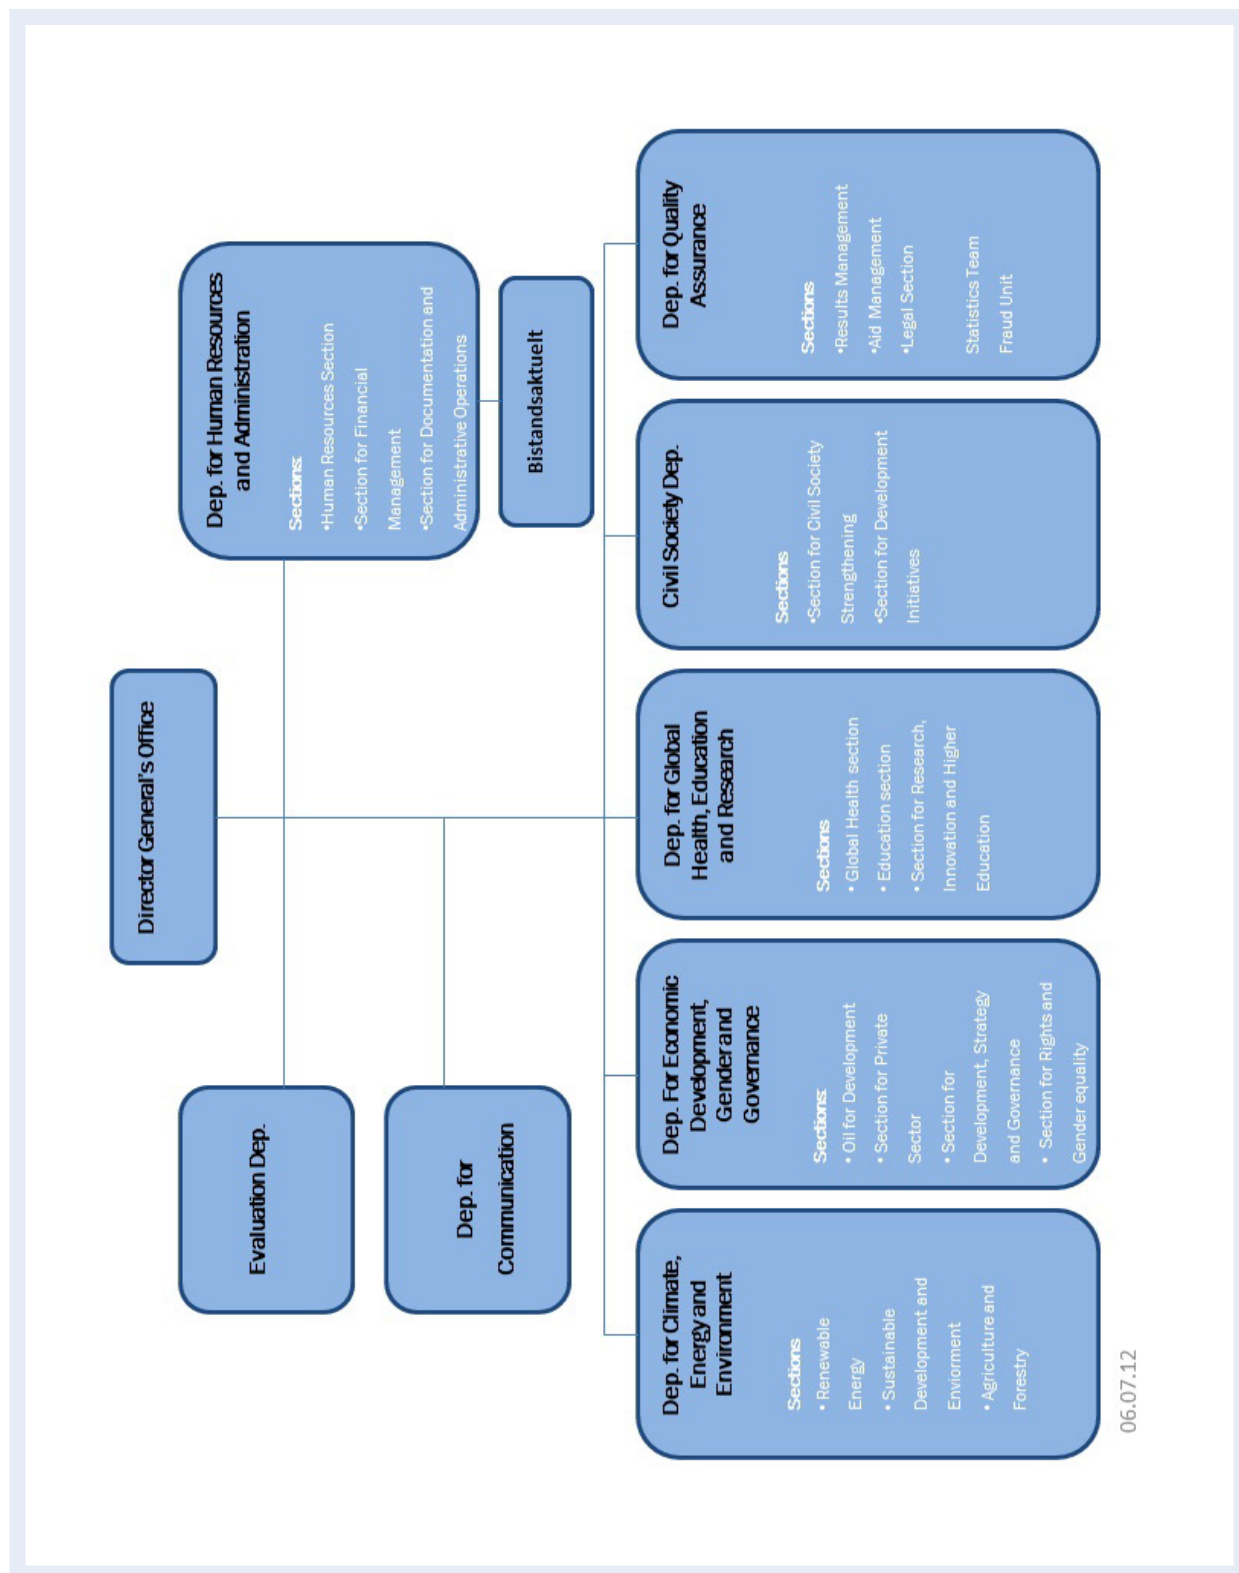 Director General's Office
Evaluation Dep.
Dep. for Human Resources
and Administration
Sections:
•Human Resources Section
•Section for Financial
Management
•Section for Documentation and
Administrative Operations
Dep. for
Communication
Bistandsaktuelt
Dep. for Climate,
Energy and
Environment
Sections
• Renewable
Energy
• Sustainable
Development and
Enviorment
• Agriculture and
Forestry
Dep. For Economic
Development,
Gender and
Governance
Sections:
• Oil for Development
• Section for Private
Sector
• Section for
Development, Strategy
and Governance
• Section for Rights and
Gender equality
Dep. for Global
Health, Education
and Research
Sections
• Global Health section
• Education section
• Section for Research,
Innovation and Higher
Education
Civil Society Dep.
Sections
•Section for Civil Society
Strengthening
•Section for Development
Initiatives
Dep. for Quality
Assurance
Sections
•Results Management
•Aid Management
•Legal Section
Statistics Team
Fraud Unit
06.07.12